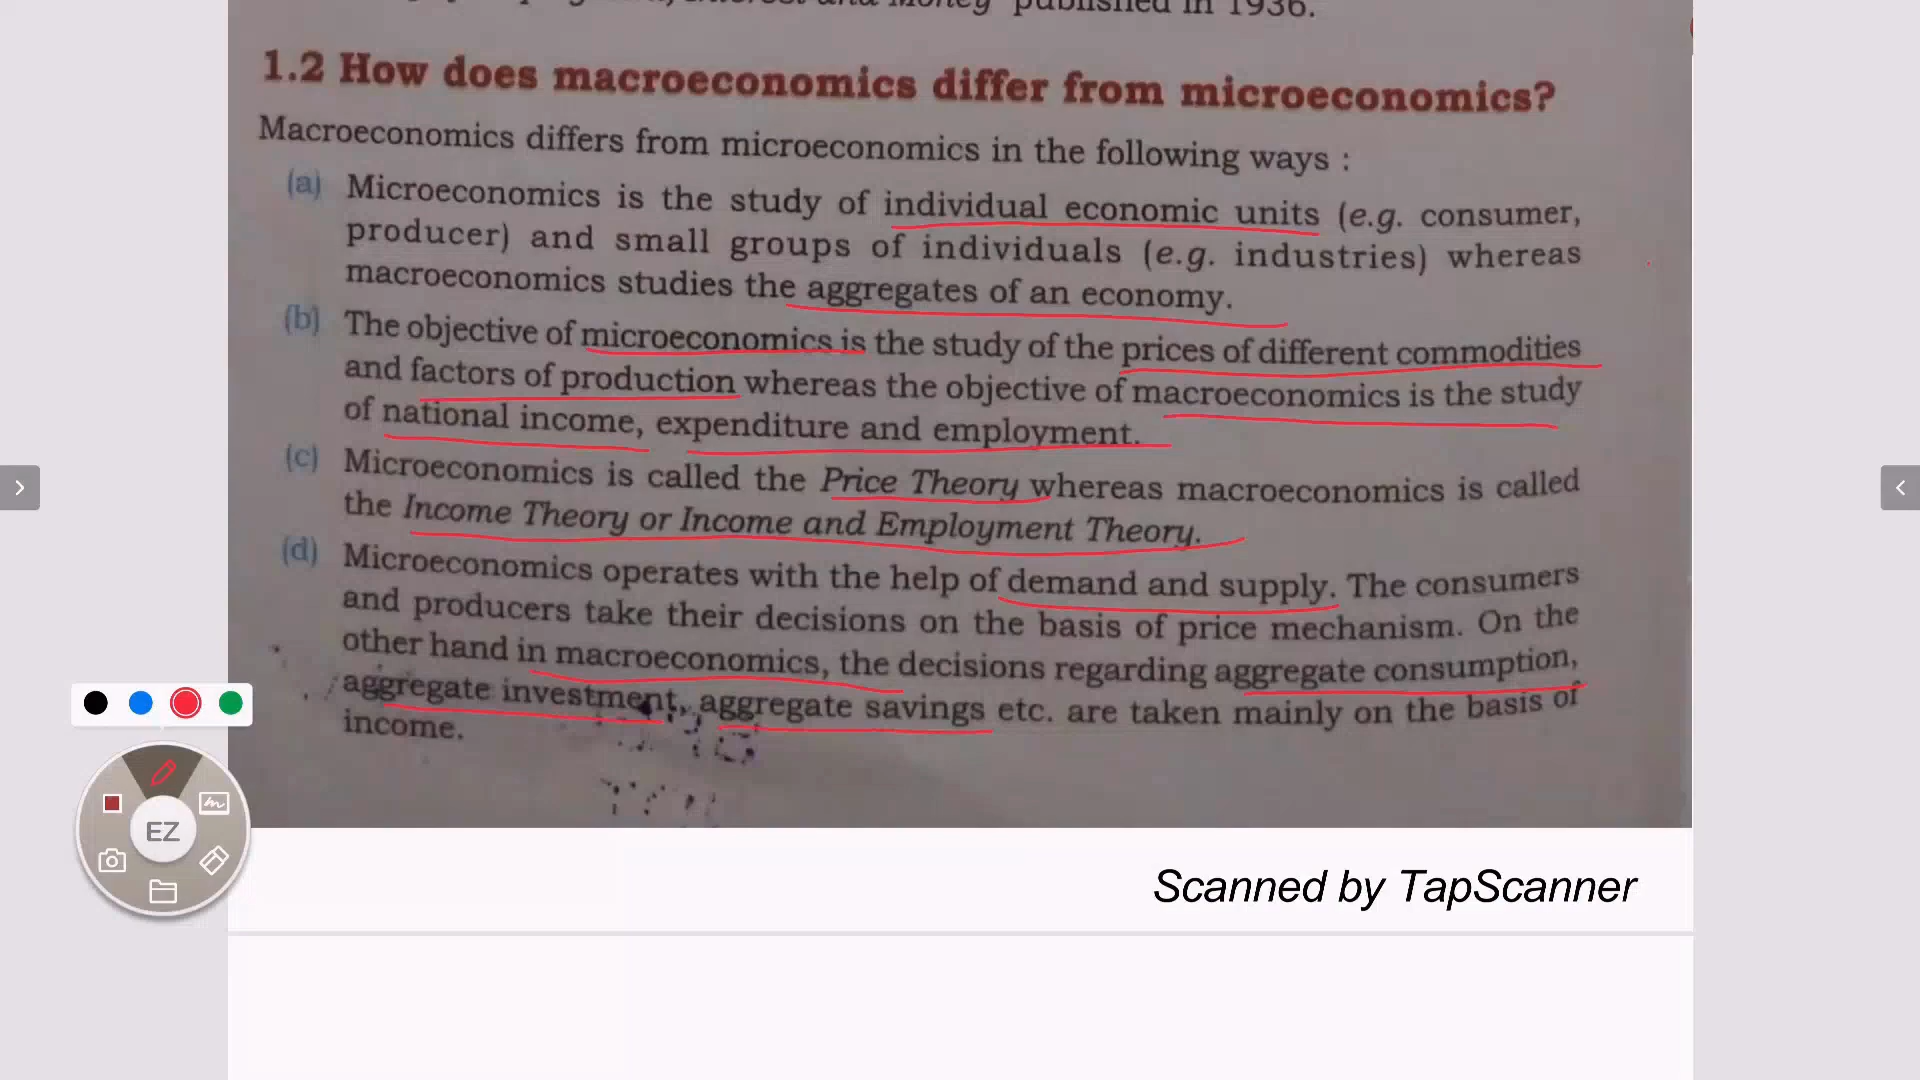 Interest and Money published in 1936.
1.2 How does macroeconomics differ from microeconomics?
Macroeconomics differs from microeconomics in the following ways :
(a) Microeconomics is the study of individual economic units (e.g. consumer,
producer) and small groups of individuals (e.g. industries) whereas
macroeconomics studies the aggregates of an economy.
(b) The objective of microeconomics is the study of the prices of different commodities
and factors of production whereas the objective of macroeconomics is the study
of national income, expenditure and employment.
(c) Microeconomics is called the Price Theory whereas macroeconomics is called
the Income Theory or Income and Employment Theory.
(d) Microeconomics operates with the help of demand and supply. The consumers
and producers take their decisions on the basis of price mechanism. On the
other hand in macroeconomics, the decisions regarding aggregate consumption,
aggregate investment, aggregate savings etc. are taken mainly on the basis of
income.
EZ
Scanned by TapScanner